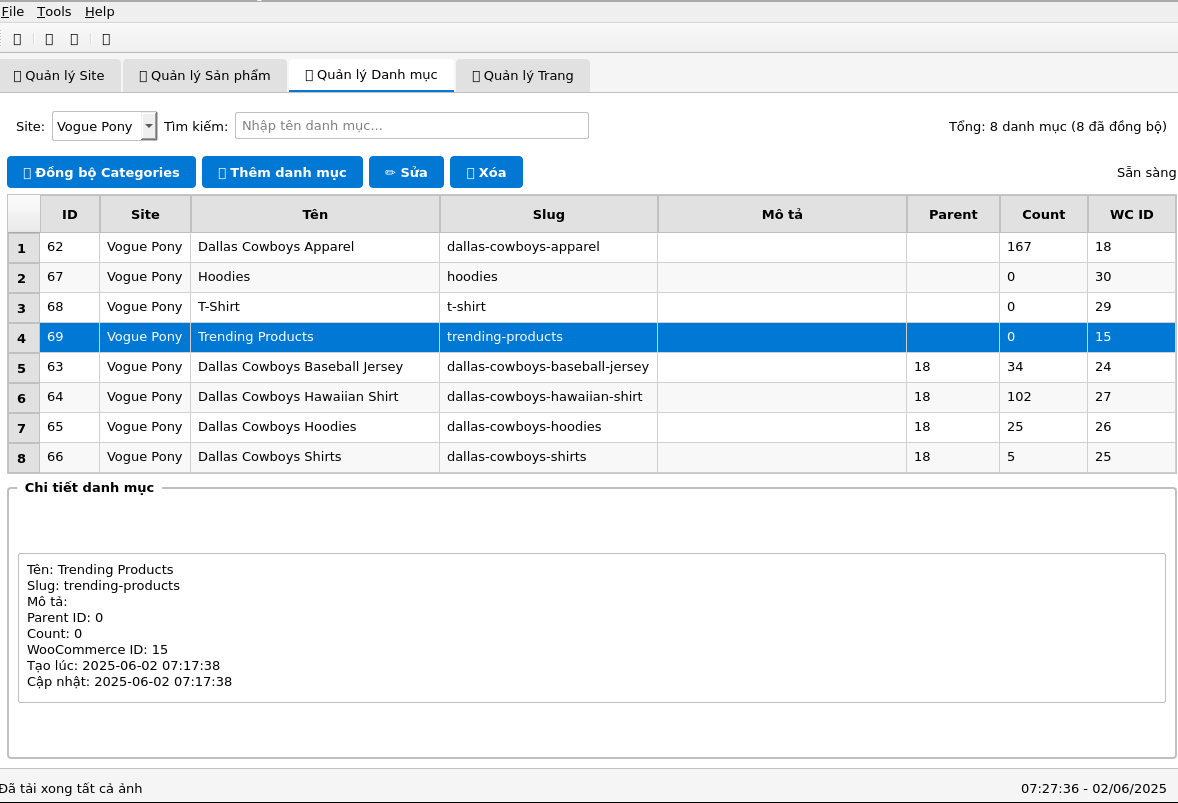 File Tools Help
Quản lý Site Quản lý Sản phẩm Quản lý Danh mục Quản lý Trang
Site: Vogue Pony Tìm kiếm: Nhập tên danh mục... Tổng: 8 danh mục (8 đã đồng bộ)
Đồng bộ Categories Thêm danh mục ✏ Sửa Xóa Sẵn sàng
ID Site Tên Slug Mô tả Parent Count WC ID
1 62 Vogue Pony Dallas Cowboys Apparel dallas-cowboys-apparel 167 18
2 67 Vogue Pony Hoodies hoodies 0 30
3 68 Vogue Pony T-Shirt t-shirt 0 29
4 69 Vogue Pony Trending Products trending-products 0 15
5 63 Vogue Pony Dallas Cowboys Baseball Jersey dallas-cowboys-baseball-jersey 18 34 24
6 64 Vogue Pony Dallas Cowboys Hawaiian Shirt dallas-cowboys-hawaiian-shirt 18 102 27
7 65 Vogue Pony Dallas Cowboys Hoodies dallas-cowboys-hoodies 18 25 26
8 66 Vogue Pony Dallas Cowboys Shirts dallas-cowboys-shirts 18 5 25
Chi tiết danh mục
Tên: Trending Products
Slug: trending-products
Mô tả:
Parent ID: 0
Count: 0
WooCommerce ID: 15
Tạo lúc: 2025-06-02 07:17:38
Cập nhật: 2025-06-02 07:17:38
Đã tải xong tất cả ảnh 07:27:36 - 02/06/2025